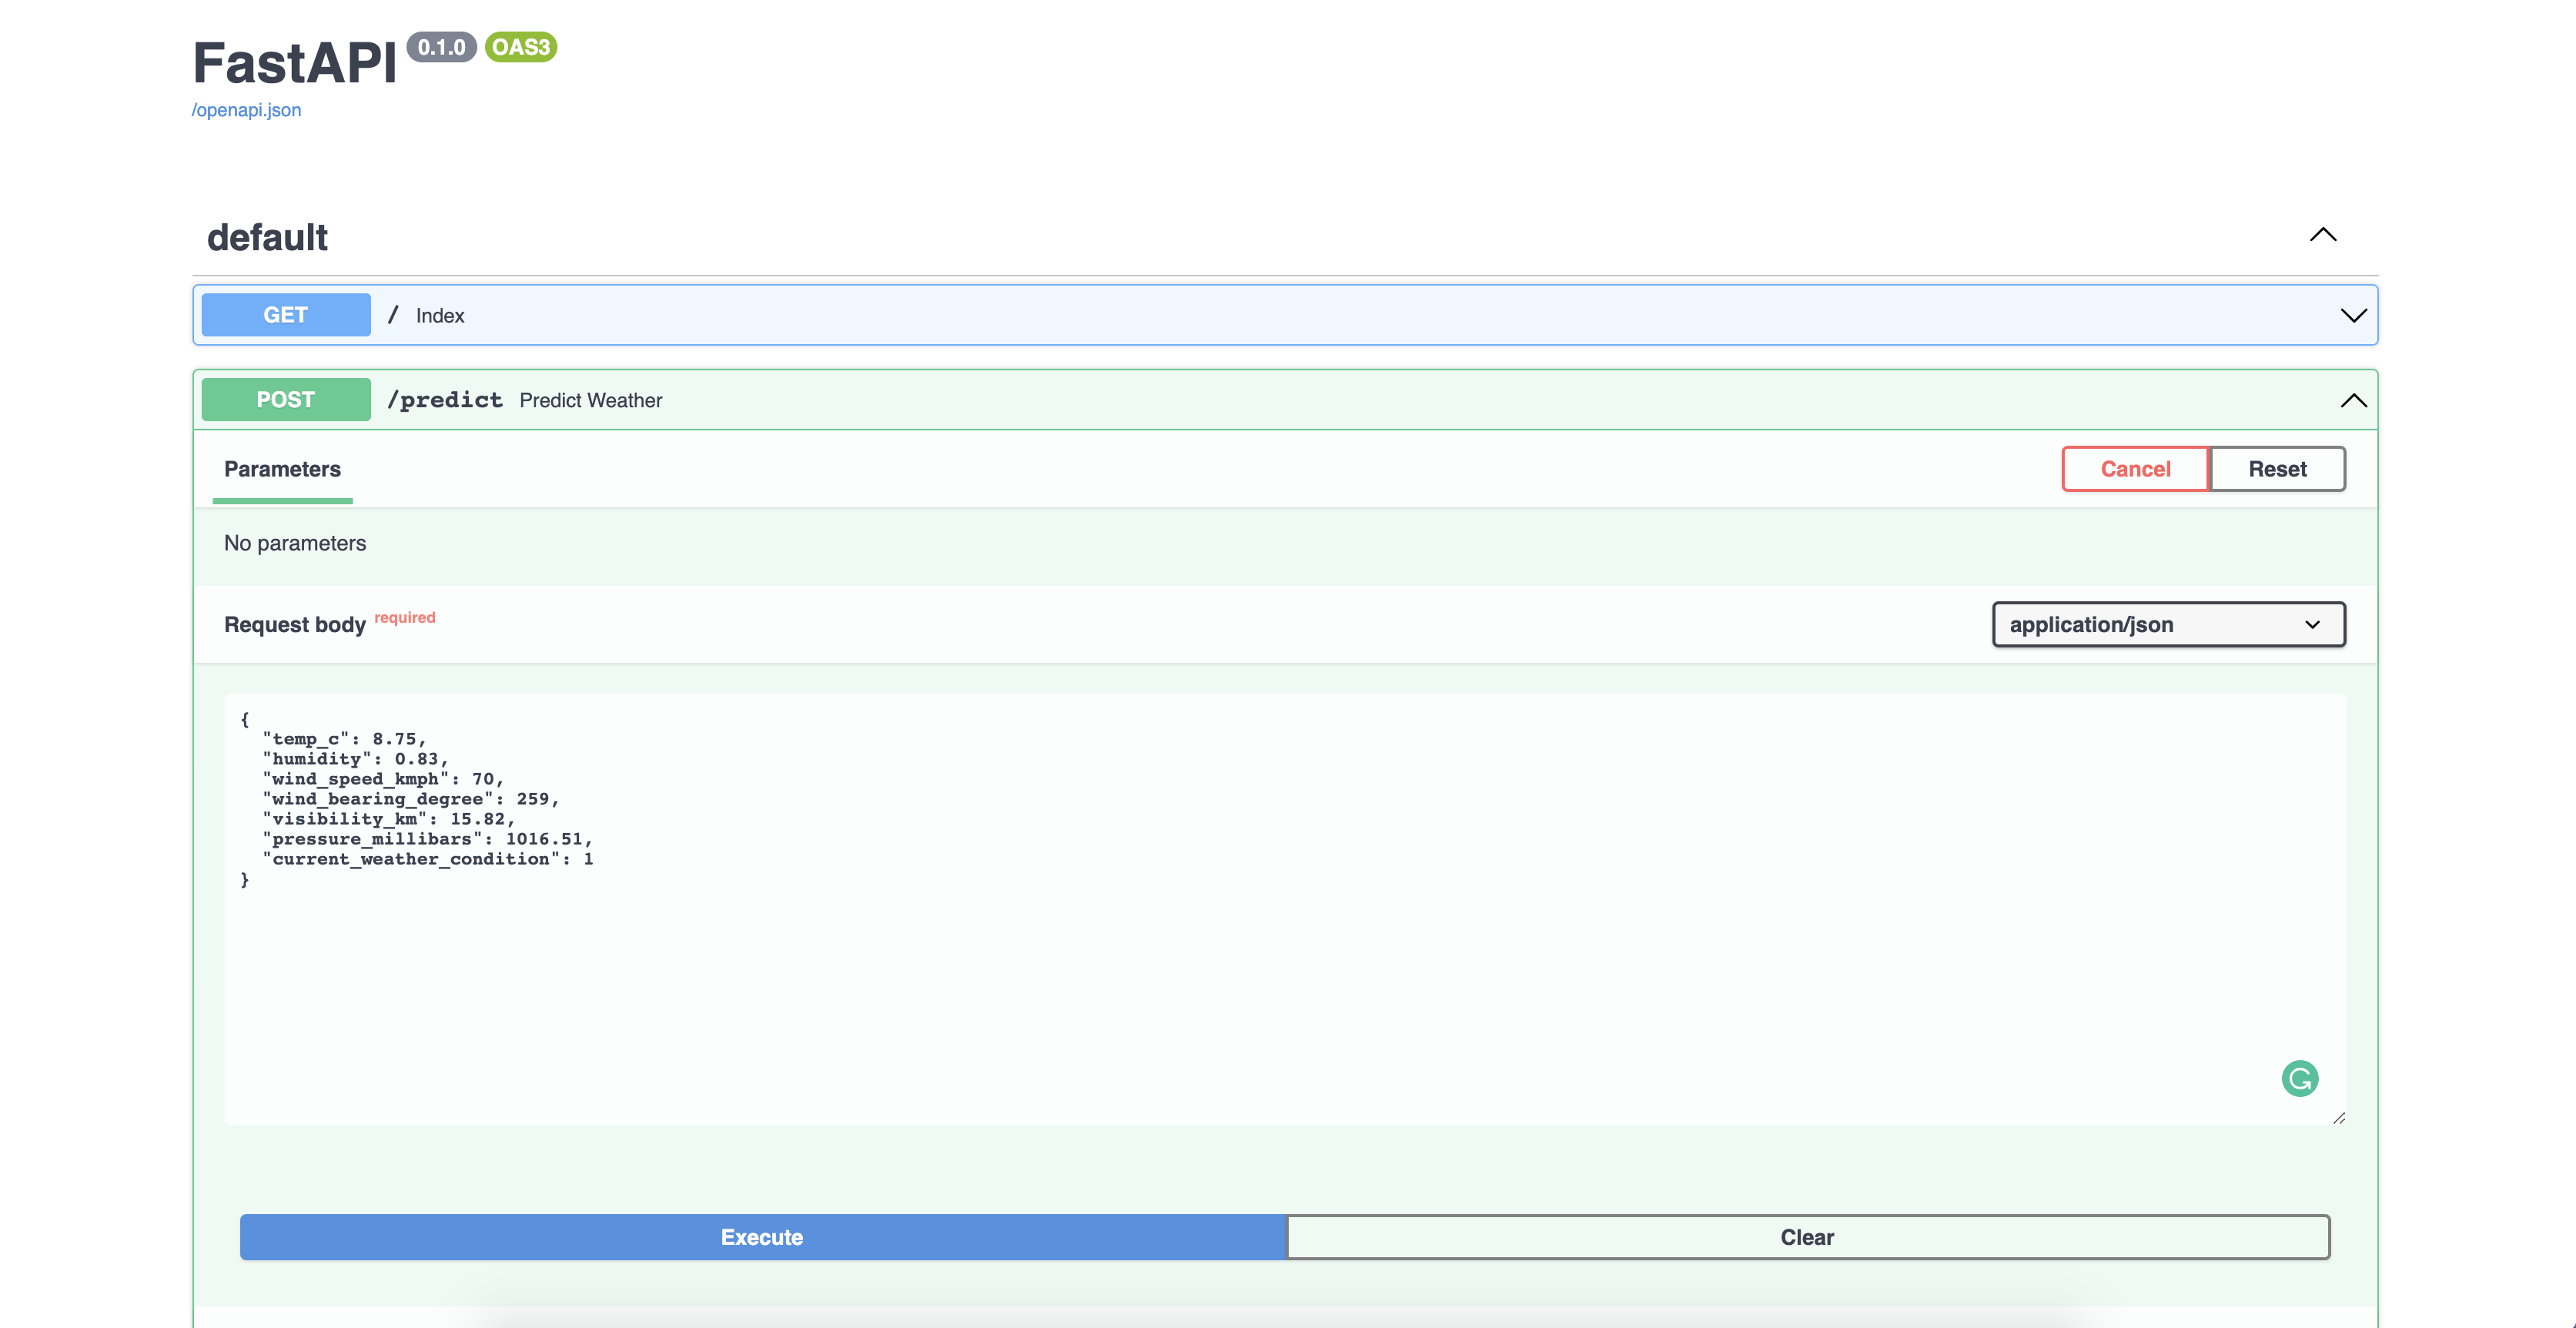 FastAPI 0.1.0 OAS3
/openapi.json
default
GET / Index
POST /predict Predict Weather
Parameters
Cancel Reset
No parameters
Request body required
application/json
{
  "temp_c": 8.75,
  "humidity": 0.83,
  "wind_speed_kmph": 70,
  "wind_bearing_degree": 259,
  "visibility_km": 15.82,
  "pressure_millibars": 1016.51,
  "current_weather_condition": 1
}
Execute Clear